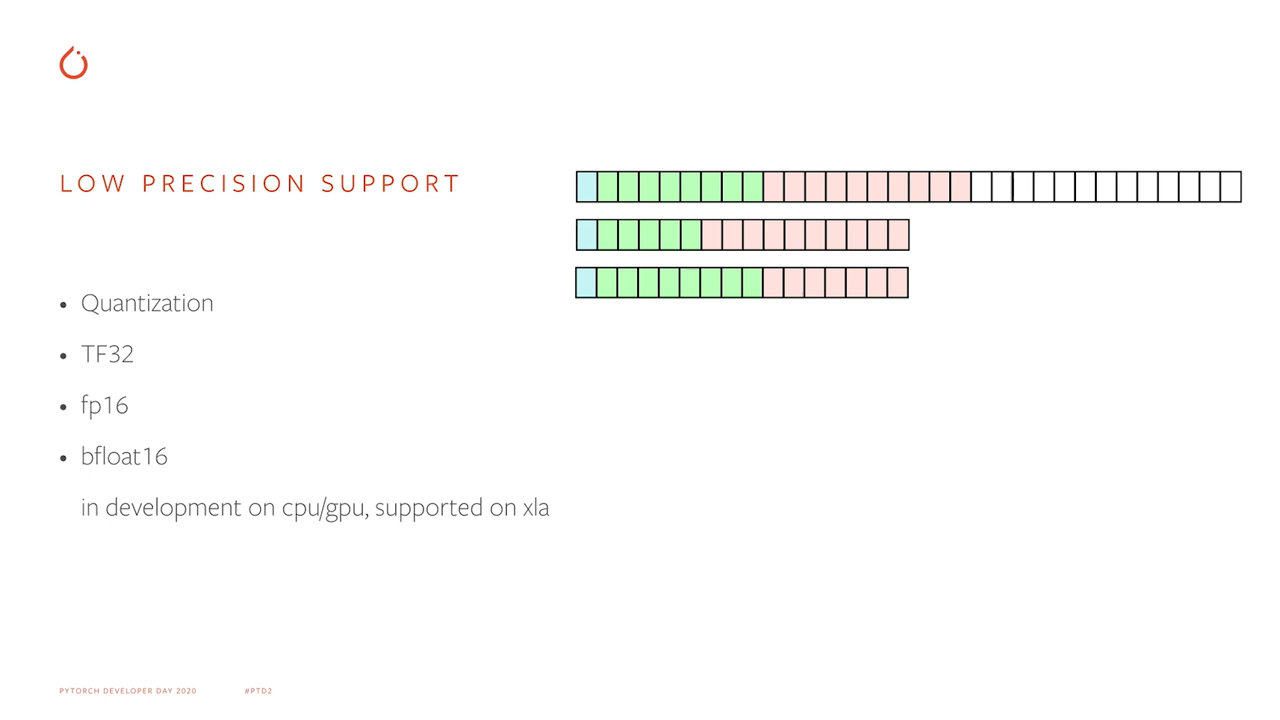 LOW PRECISION SUPPORT
• Quantization
• TF32
• fp16
• bfloat16
in development on cpu/gpu, supported on xla
PYTORCH DEVELOPER DAY 2020 #PTD2